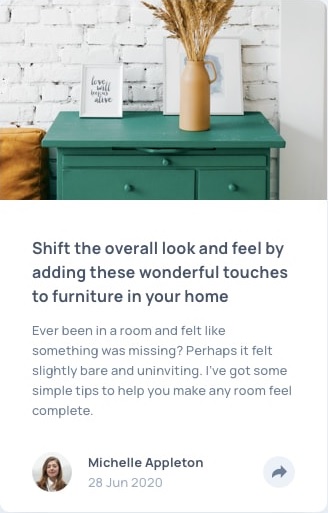 love
will
keep us
alive
Shift the overall look and feel by
adding these wonderful touches
to furniture in your home
Ever been in a room and felt like
something was missing? Perhaps it felt
slightly bare and uninviting. I've got some
simple tips to help you make any room feel
complete.
Michelle Appleton
28 Jun 2020